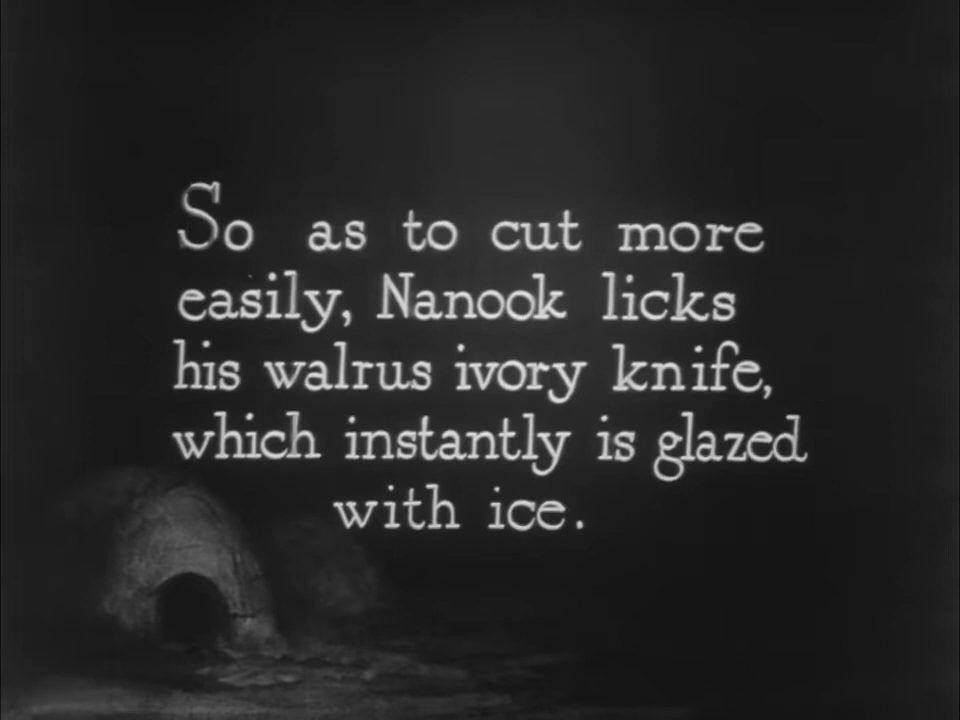 So as to cut more
easily, Nanook licks
his walrus ivory knife,
which instantly is glazed
with ice.